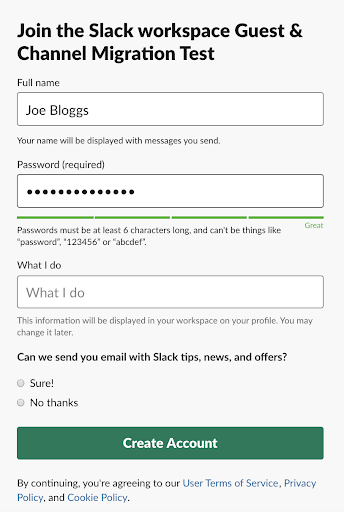 Join the Slack workspace Guest &
Channel Migration Test
Full name
Joe Bloggs
Your name will be displayed with messages you send.
Password (required)
••••••••••••••
Great
Passwords must be at least 6 characters long, and can't be things like
"password", "123456" or "abcdef".
What I do
What I do
This information will be displayed in your workspace on your profile. You may
change it later.
Can we send you email with Slack tips, news, and offers?
Sure!
No thanks
Create Account
By continuing, you're agreeing to our User Terms of Service, Privacy
Policy, and Cookie Policy.